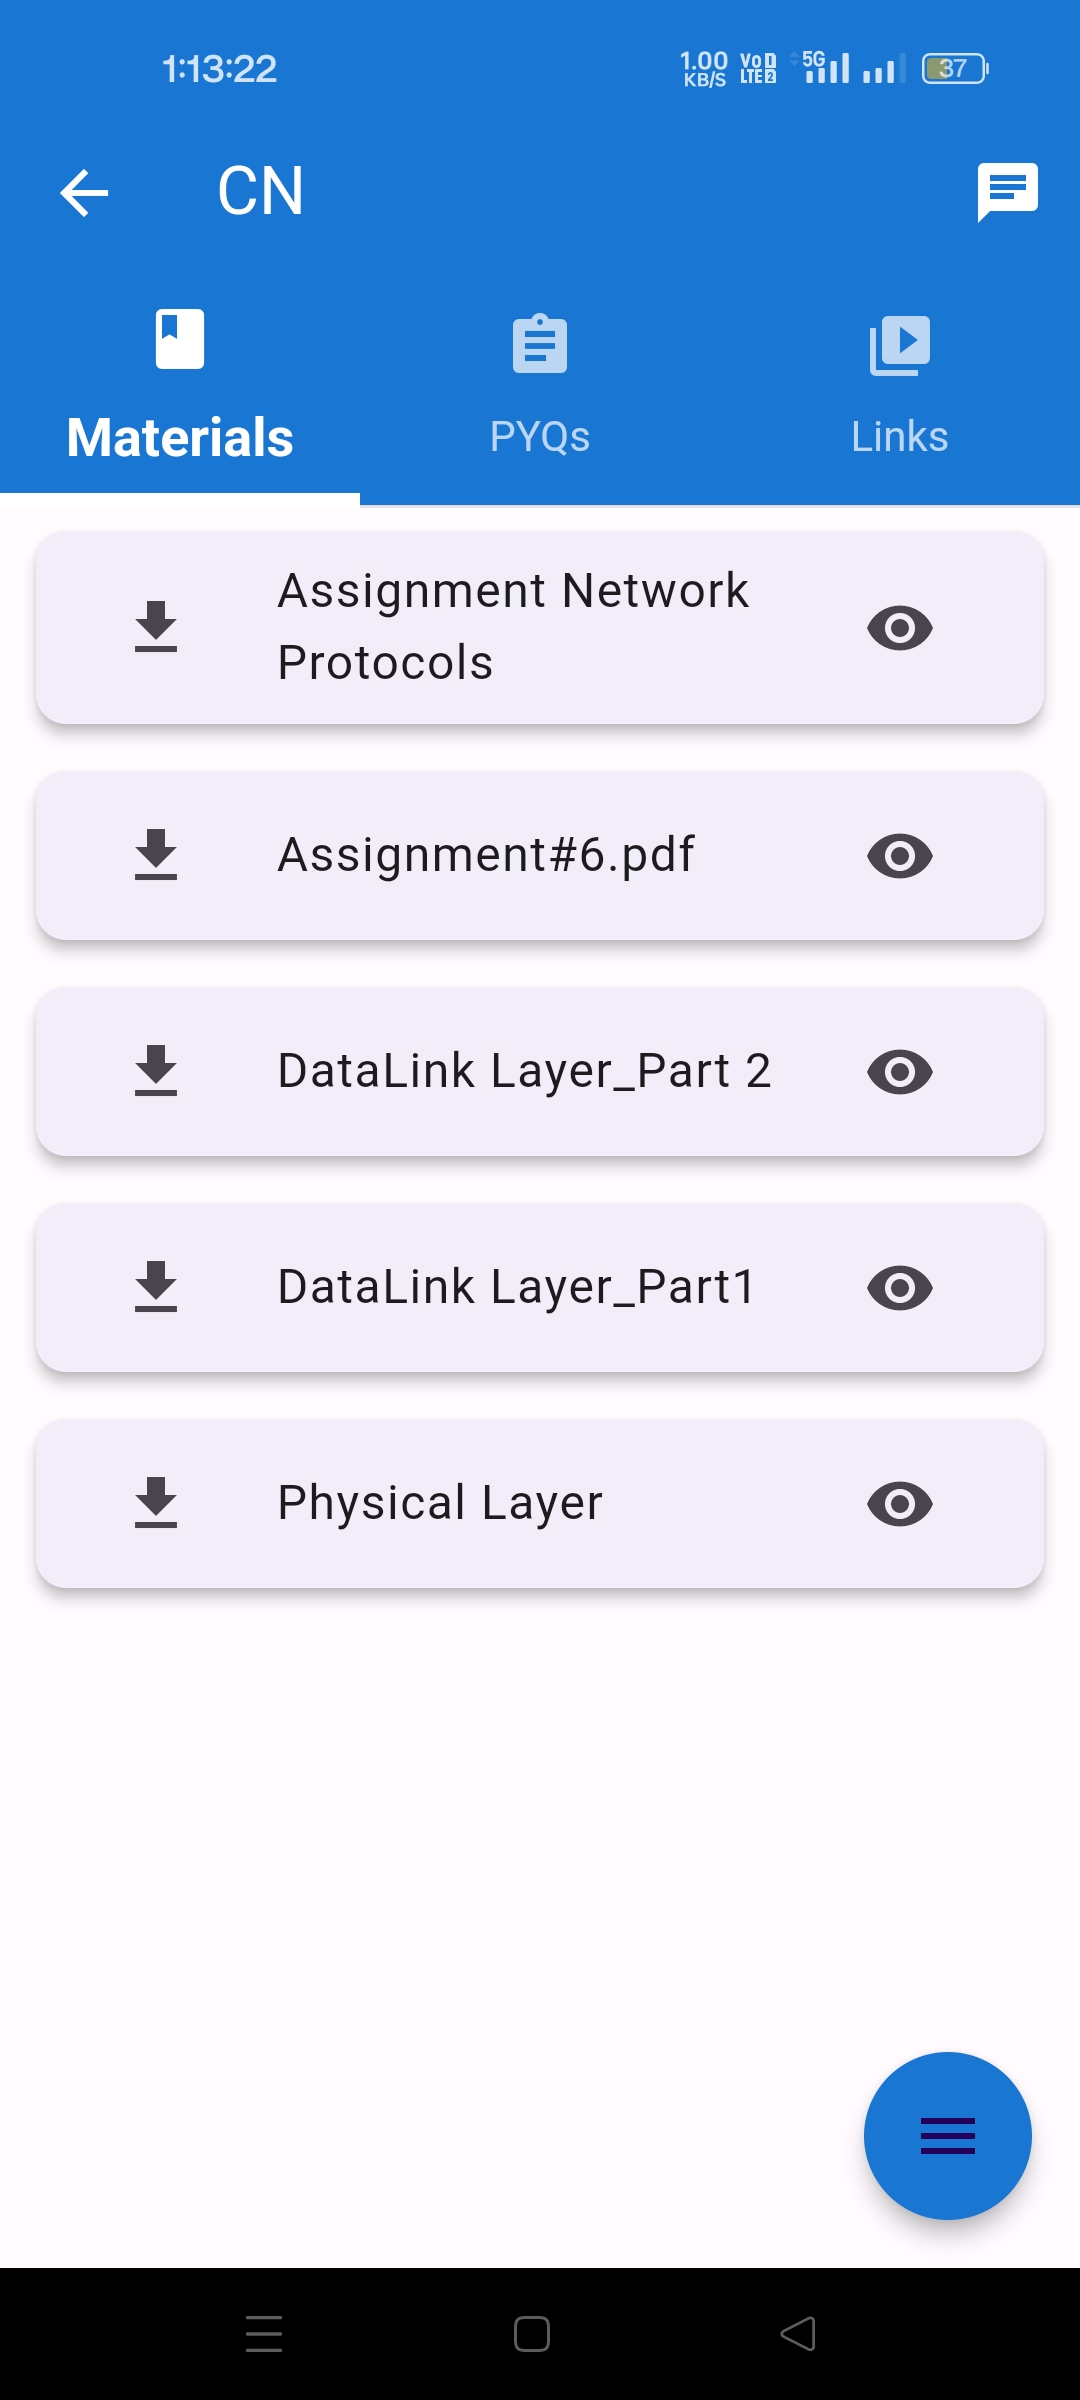 1:13:22
1.00
KB/S
Vo 1
LTE 2
5G
37
CN
Materials
PYQs
Links
Assignment Network
Protocols
Assignment#6.pdf
DataLink Layer_Part 2
DataLink Layer_Part1
Physical Layer